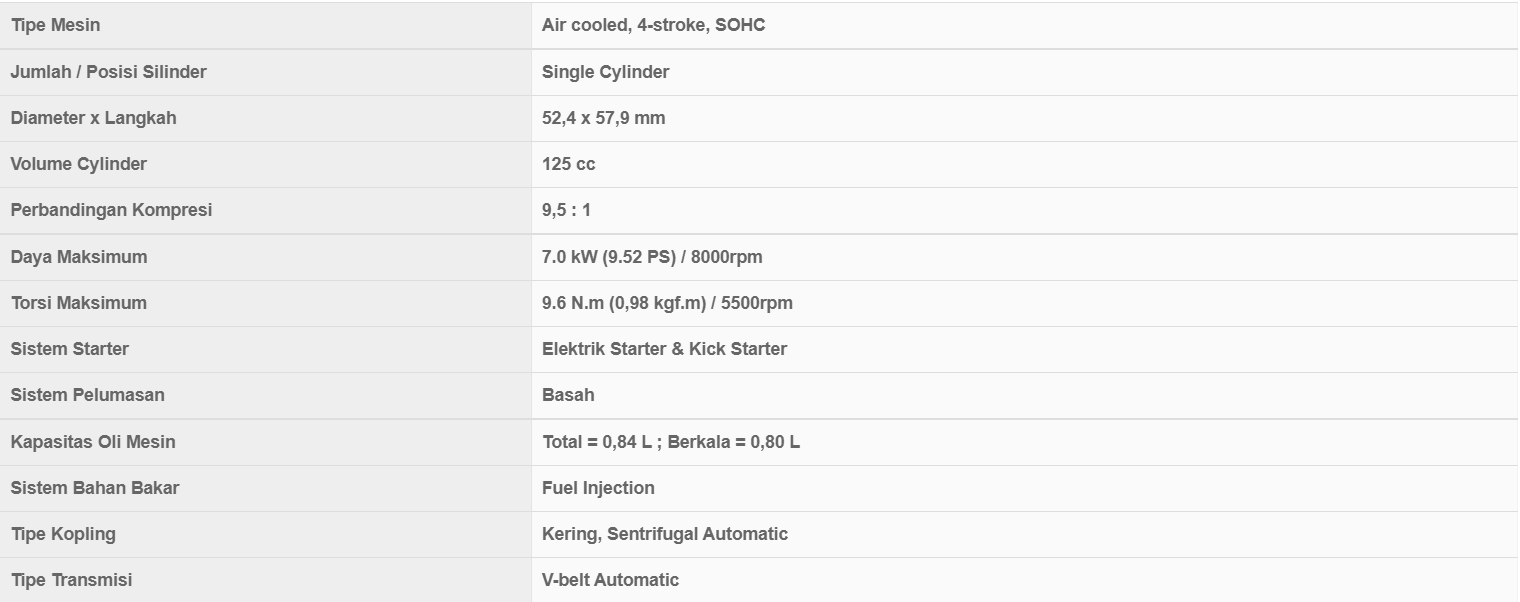 Tipe Mesin Air cooled, 4-stroke, SOHC
Jumlah / Posisi Silinder Single Cylinder
Diameter x Langkah 52,4 x 57,9 mm
Volume Cylinder 125 cc
Perbandingan Kompresi 9,5 : 1
Daya Maksimum 7.0 kW (9.52 PS) / 8000rpm
Torsi Maksimum 9.6 N.m (0,98 kgf.m) / 5500rpm
Sistem Starter Elektrik Starter & Kick Starter
Sistem Pelumasan Basah
Kapasitas Oli Mesin Total = 0,84 L ; Berkala = 0,80 L
Sistem Bahan Bakar Fuel Injection
Tipe Kopling Kering, Sentrifugal Automatic
Tipe Transmisi V-belt Automatic